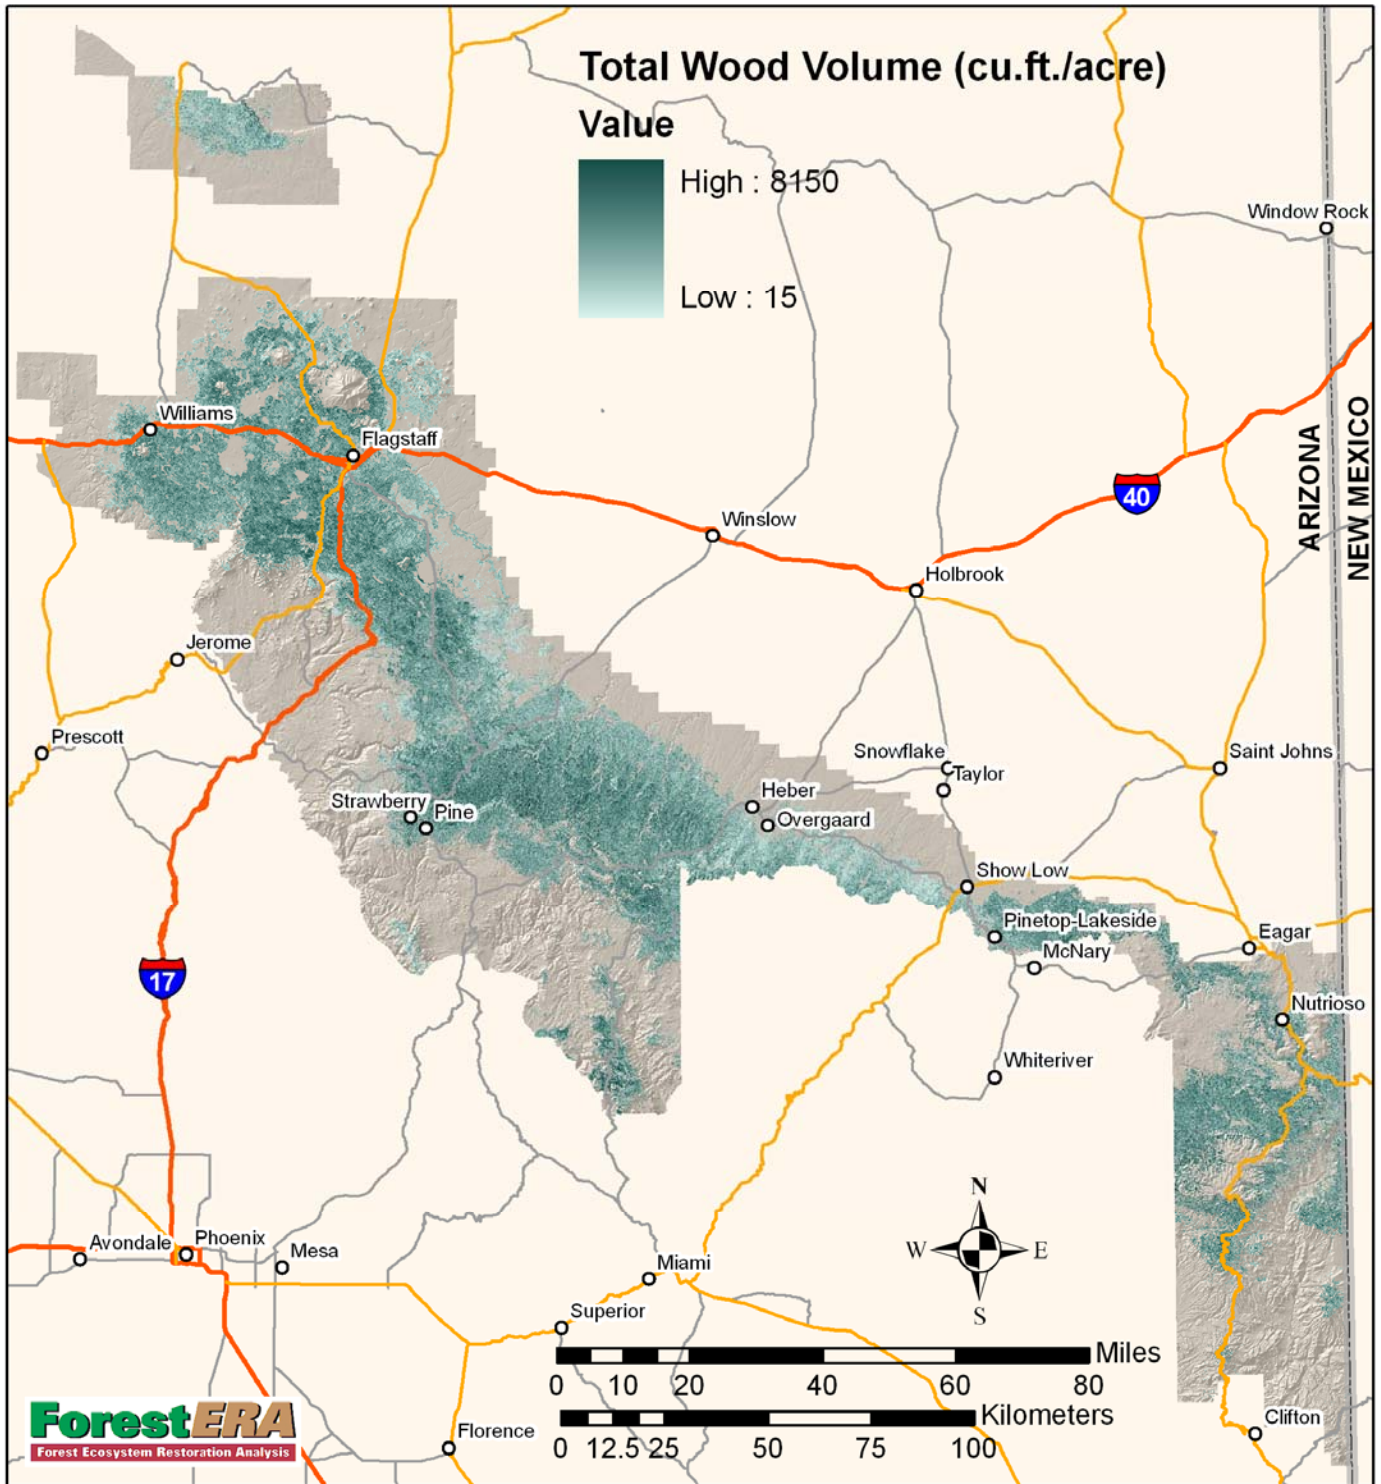 Total Wood Volume (cu.ft./acre)
Value
High : 8150
Low : 15
Window Rock
Williams
Flagstaff
ARIZONA
NEW MEXICO
40
Winslow
Holbrook
Jerome
Prescott
Snowflake
Taylor
Saint Johns
Heber
Strawberry
Pine
Overgaard
Show Low
Pinetop-Lakeside
Eagar
McNary
17
Nutrioso
Whiteriver
N
W E
S
Avondale
Phoenix
Mesa
Miami
Superior
Miles
0 10 20 40 60 80
Kilometers
0 12.5 25 50 75 100
Florence
Clifton
ForestERA
Forest Ecosystem Restoration Analysis